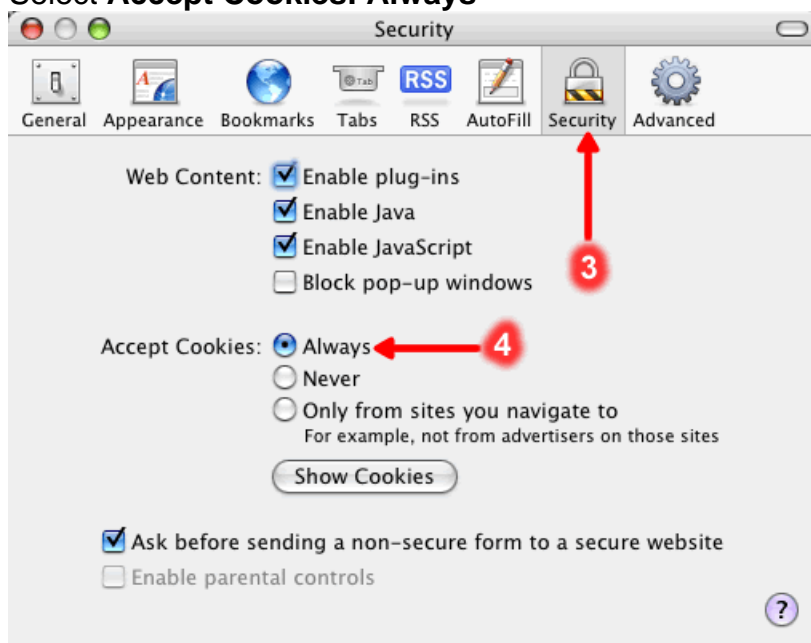 Select Accept Cookies: Always
Security
Tab
RSS
General Appearance Bookmarks Tabs RSS AutoFill Security Advanced
Web Content: Enable plug-ins
Enable Java
Enable JavaScript
Block pop-up windows
3
Accept Cookies: Always
4
Never
Only from sites you navigate to
For example, not from advertisers on those sites
Show Cookies
Ask before sending a non-secure form to a secure website
Enable parental controls
?